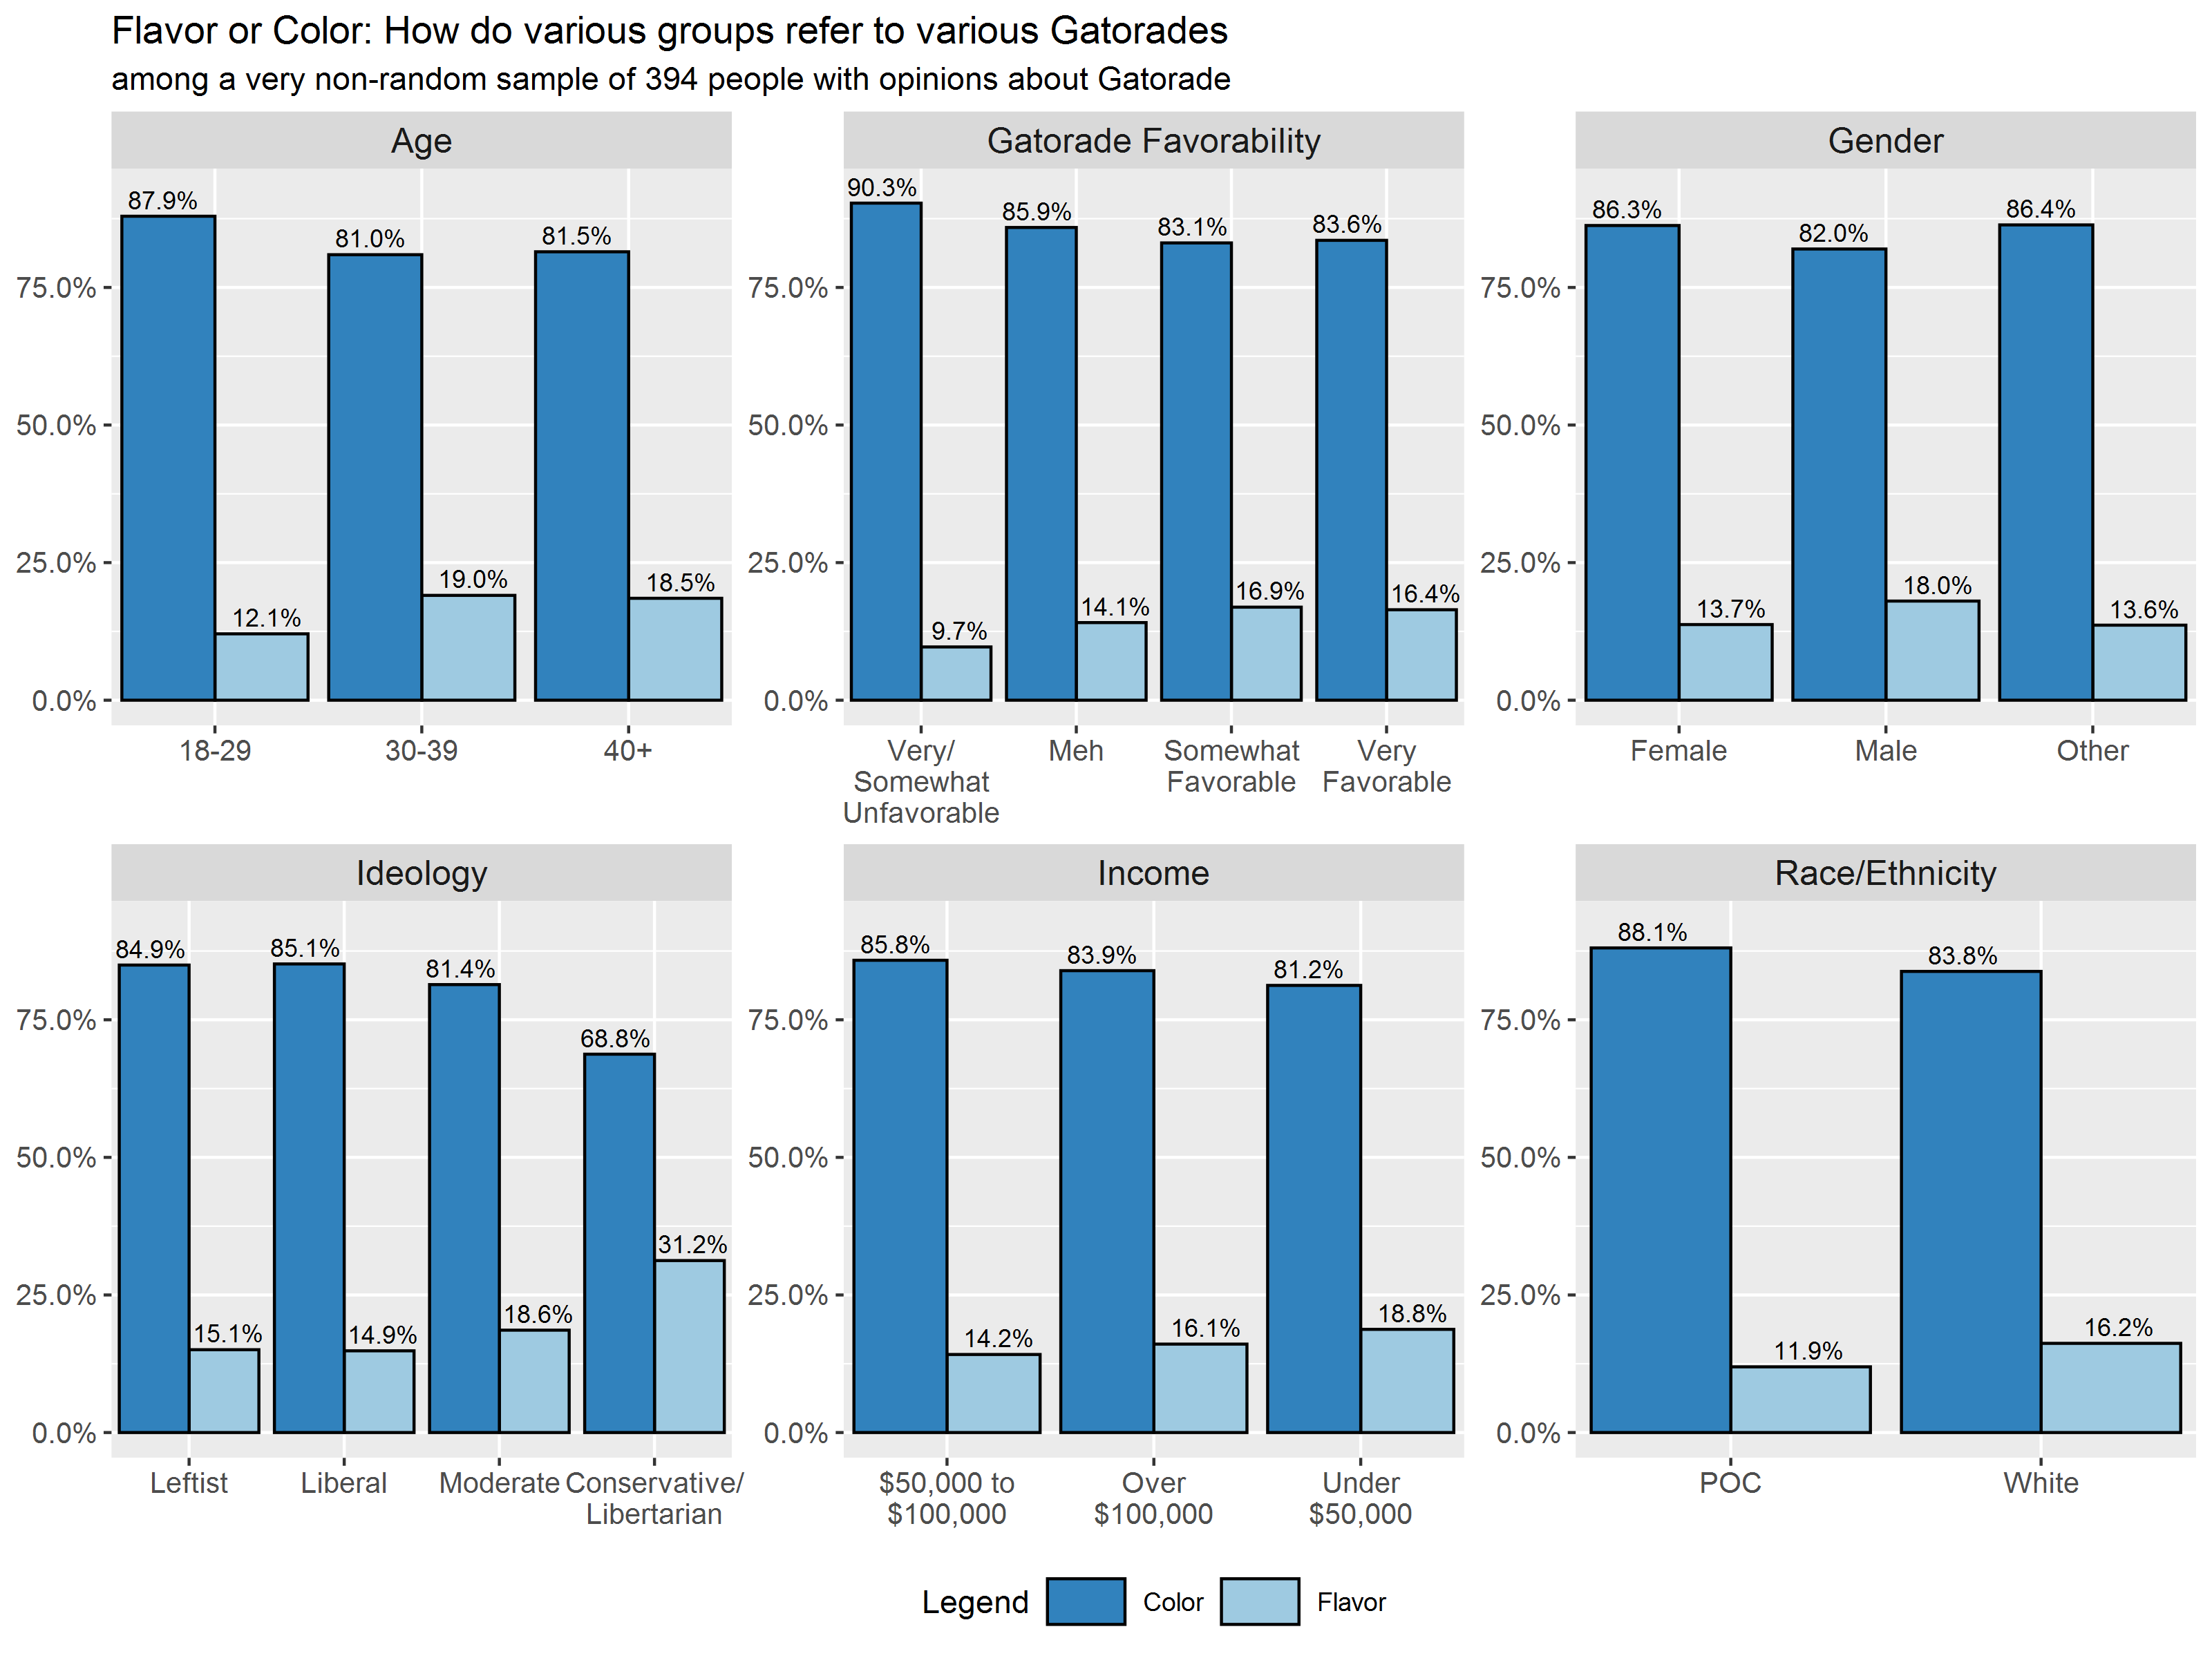 Flavor or Color: How do various groups refer to various Gatorades
among a very non-random sample of 394 people with opinions about Gatorade
Age
87.9%
12.1%
81.0%
19.0%
81.5%
18.5%
75.0%
50.0%
25.0%
0.0%
18-29
30-39
40+
Gatorade Favorability
90.3%
9.7%
85.9%
14.1%
83.1%
16.9%
83.6%
16.4%
75.0%
50.0%
25.0%
0.0%
Very/
Somewhat
Unfavorable
Meh
Somewhat
Favorable
Very
Favorable
Gender
86.3%
13.7%
82.0%
18.0%
86.4%
13.6%
75.0%
50.0%
25.0%
0.0%
Female
Male
Other
Ideology
84.9%
15.1%
85.1%
14.9%
81.4%
18.6%
68.8%
31.2%
75.0%
50.0%
25.0%
0.0%
Leftist
Liberal
Moderate
Conservative/
Libertarian
Income
85.8%
14.2%
83.9%
16.1%
81.2%
18.8%
75.0%
50.0%
25.0%
0.0%
$50,000 to
$100,000
Over
$100,000
Under
$50,000
Race/Ethnicity
88.1%
11.9%
83.8%
16.2%
75.0%
50.0%
25.0%
0.0%
POC
White
Legend
Color
Flavor